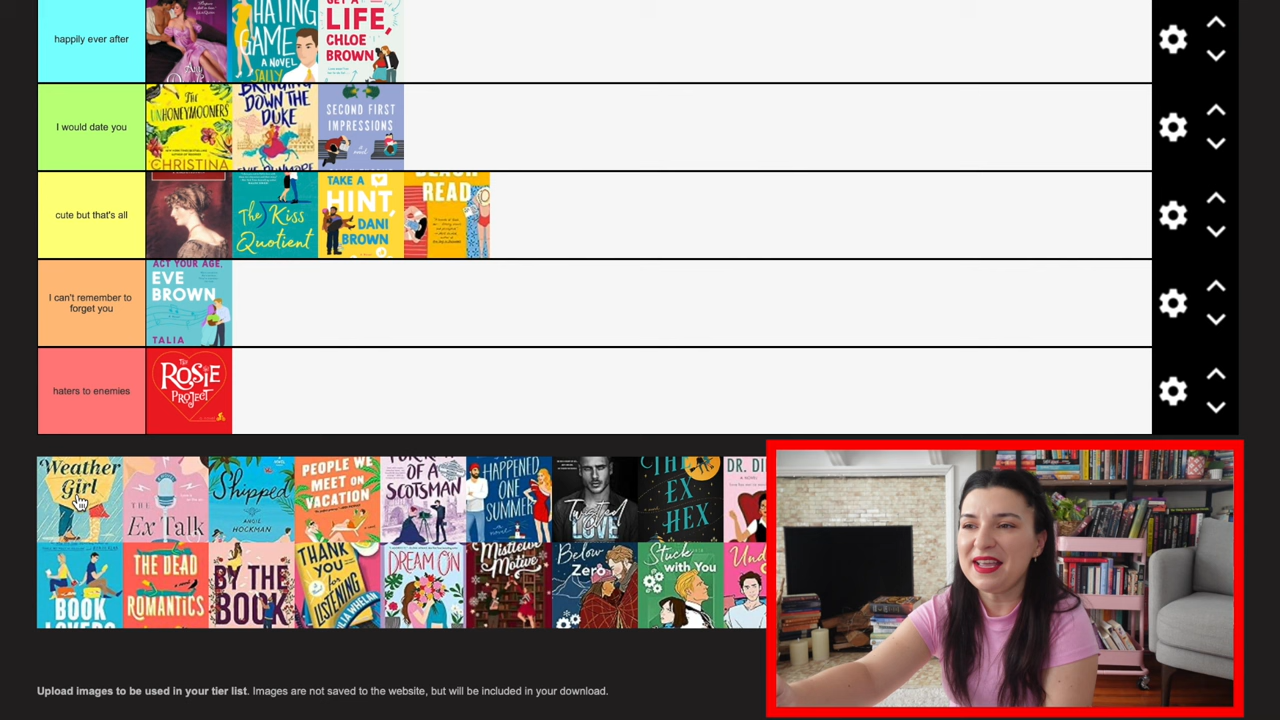 happily ever after
HATING
GAME
A NOVEL
SALLY
LIFE,
CHLOE
BROWN
I would date you
THE
UNHONEYMOONERS
CHRISTINA
BRINGING
DOWN THE
DUKE
SECOND FIRST
IMPRESSIONS
a novel
cute but that's all
The Kiss
Quotient
TAKE A
HINT,
DANI
BROWN
BEACH
READ
I can't remember to
forget you
ACT YOUR AGE,
EVE
BROWN
TALIA
haters to enemies
THE
ROSIE
PROJECT
Weather
Girl
THE
Ex Talk
Shipped
ANGIE
HOCKMAN
PEOPLE WE
MEET ON
VACATION
OF A
SCOTSMAN
HAPPENED
ONE
SUMMER
Twisted
LOVE
THE
EX
HEX
DR.
BOOK
LOVERS
THE DEAD
ROMANTICS
BY THE
BOOK
THANK
YOU
for
LISTENING
JULIA WHELAN
DREAM ON
Mistletoe
Motive
Below
Zero
Stuck
with You
Und
Upload images to be used in your tier list. Images are not saved to the website, but will be included in your download.